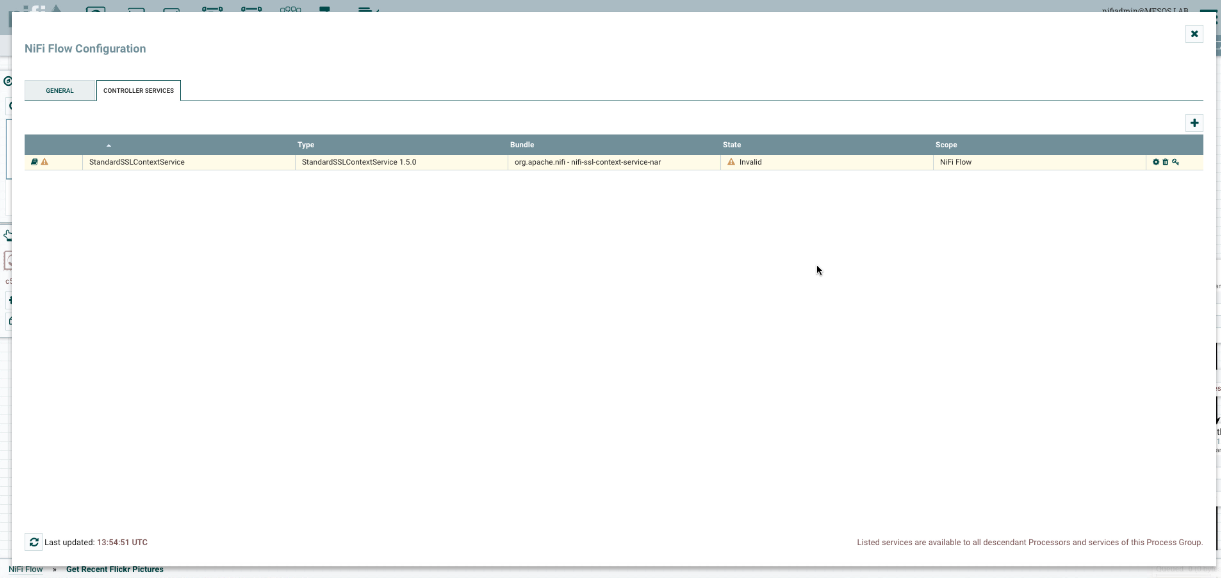 nifiadmin@MESOS.LAB
NiFi Flow Configuration
GENERAL
CONTROLLER SERVICES
Type
Bundle
State
Scope
StandardSSLContextService
StandardSSLContextService 1.5.0
org.apache.nifi - nifi-ssl-context-service-nar
Invalid
NiFi Flow
Last updated: 13:54:51 UTC
Listed services are available to all descendant Processors and services of this Process Group.
NiFi Flow » Get Recent Flickr Pictures